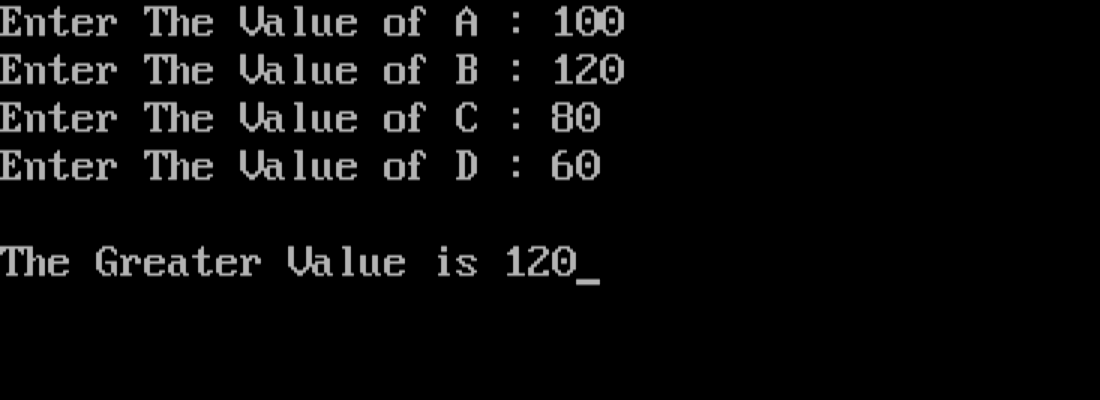 Enter The Value of A : 100
Enter The Value of B : 120
Enter The Value of C : 80
Enter The Value of D : 60
The Greater Value is 120_